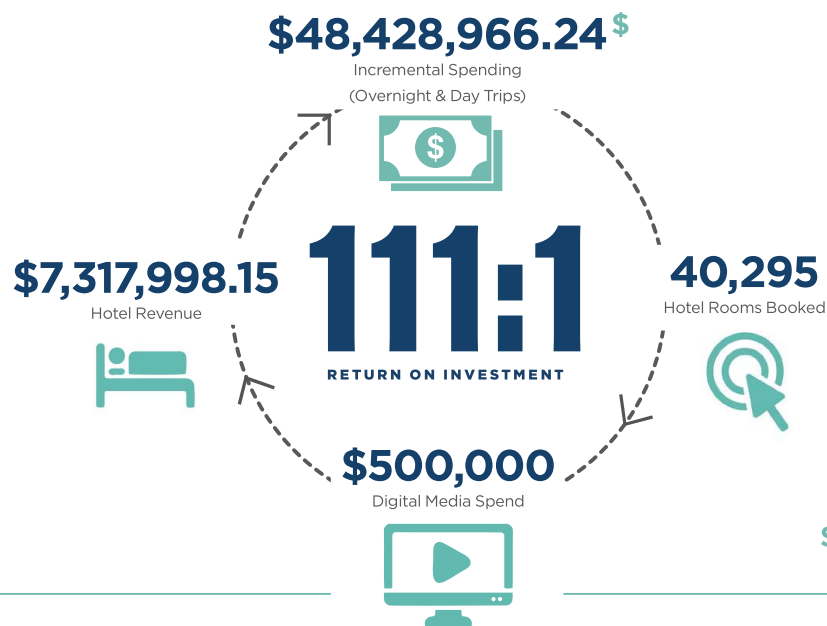 $48,428,966.24 $
Incremental Spending
(Overnight & Day Trips)
$
111:1
RETURN ON INVESTMENT
$7,317,998.15
Hotel Revenue
40,295
Hotel Rooms Booked
$500,000
Digital Media Spend
$